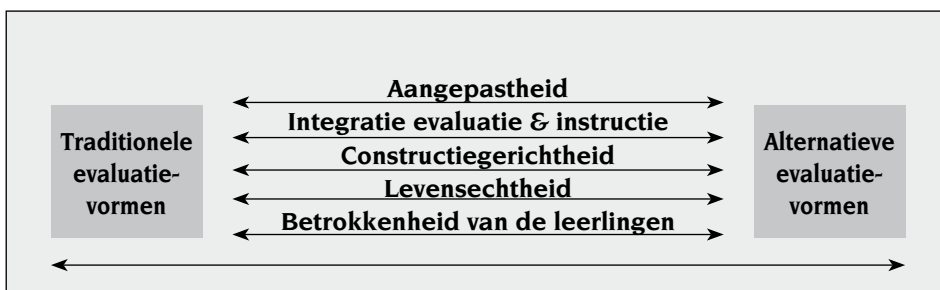 Aangepastheid
Integratie evaluatie & instructie
Constructiegerichtheid
Levensechtheid
Betrokkenheid van de leerlingen
Traditionele
evaluatie-
vormen
Alternatieve
evaluatie-
vormen